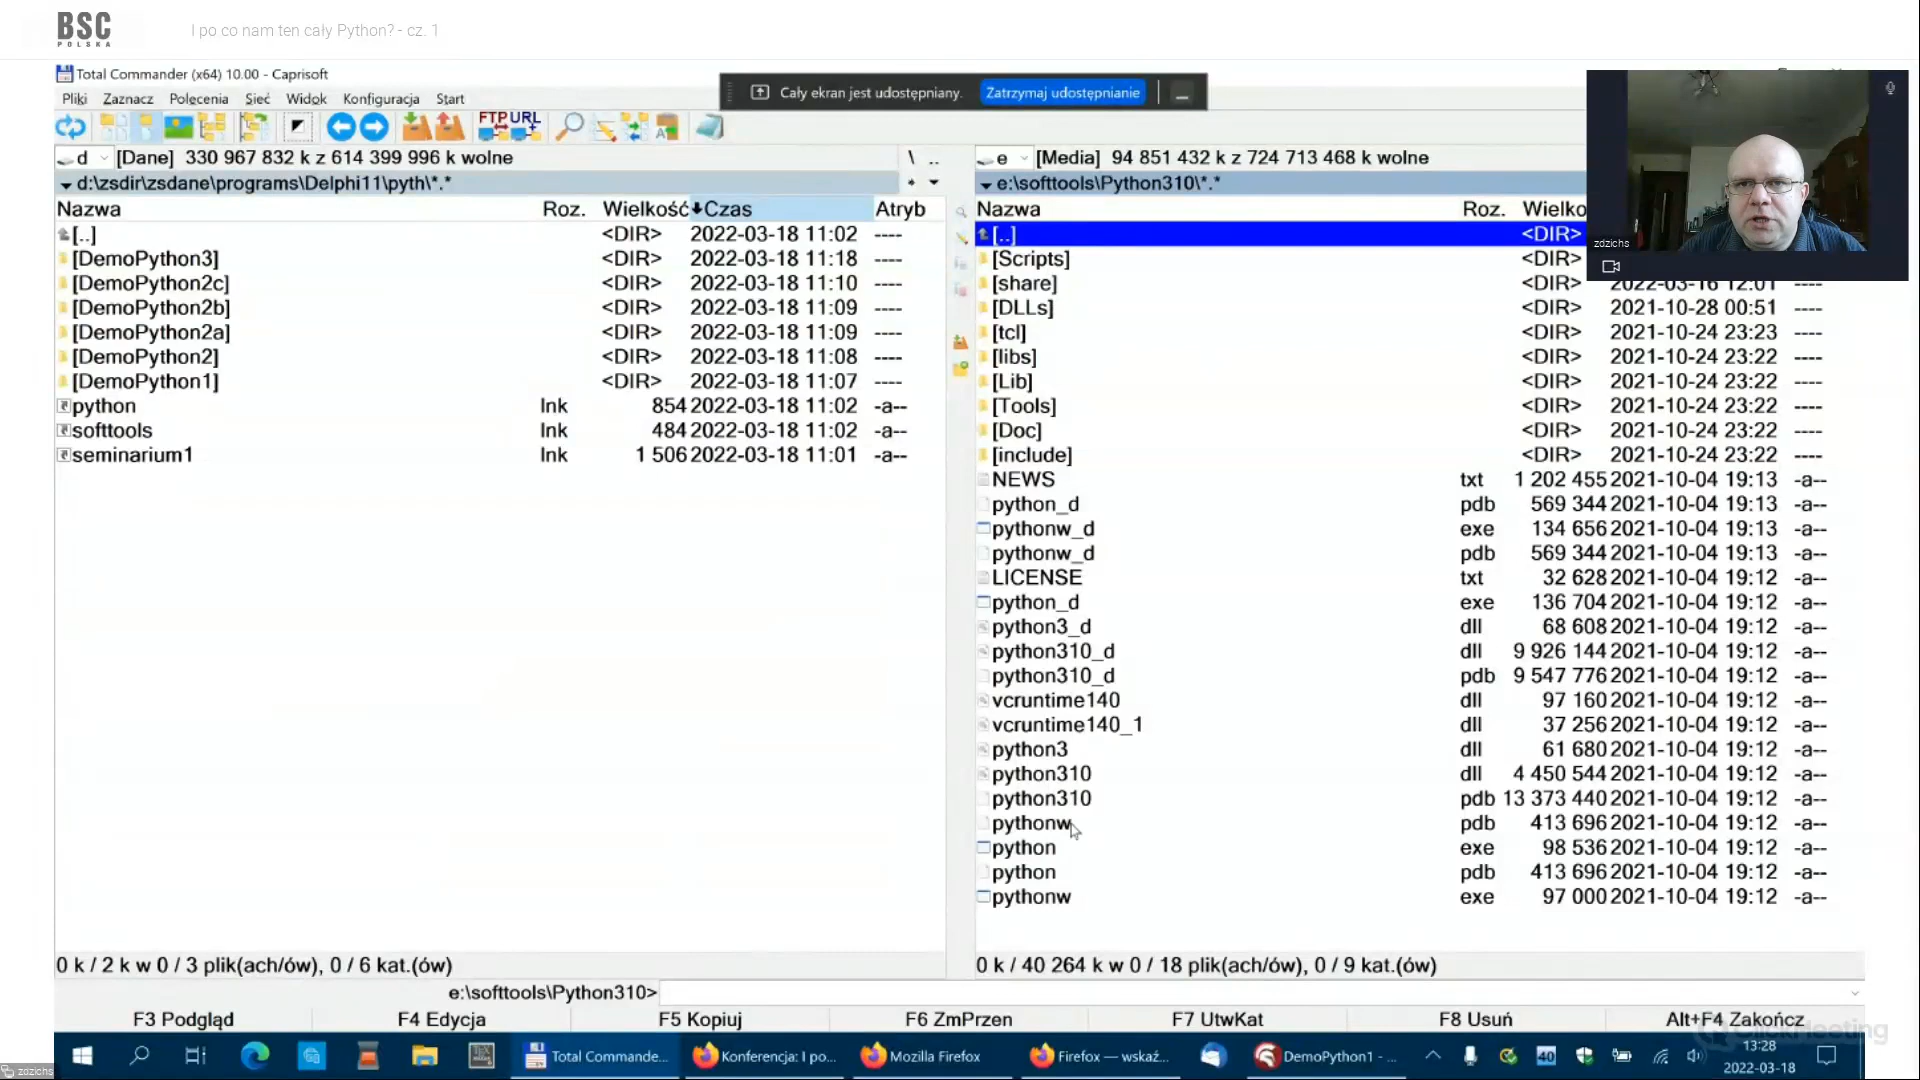 BSC
POLSKA
I po co nam ten cały Python? - cz. 1
Total Commander (x64) 10.00 - Caprisoft
Pliki Zaznacz Polecenia Sieć Widok Konfiguracja Start
Cały ekran jest udostępniany. Zatrzymaj udostępnianie
FTP URL
d [Dane] 330 967 832 k z 614 399 996 k wolne \ ..
d:\zsdir\zsdane\programs\Delphi11\pyth\*.* *
Nazwa Roz. Wielkość Czas Atryb
[..] <DIR> 2022-03-18 11:02 ----
[DemoPython3] <DIR> 2022-03-18 11:18 ----
[DemoPython2c] <DIR> 2022-03-18 11:10 ----
[DemoPython2b] <DIR> 2022-03-18 11:09 ----
[DemoPython2a] <DIR> 2022-03-18 11:09 ----
[DemoPython2] <DIR> 2022-03-18 11:08 ----
[DemoPython1] <DIR> 2022-03-18 11:07 ----
python lnk 854 2022-03-18 11:02 -a--
softtools lnk 484 2022-03-18 11:02 -a--
seminarium1 lnk 1 506 2022-03-18 11:01 -a--
0 k / 2 k w 0 / 3 plik(ach/ów), 0 / 6 kat.(ów)
e [Media] 94 851 432 k z 724 713 468 k wolne
e:\softtools\Python310\*.*
Nazwa Roz. Wielko
[..] <DIR>
[Scripts] <DIR>
[share] <DIR> 2022-03-16 12:01 ----
[DLLs] <DIR> 2021-10-28 00:51 ----
[tcl] <DIR> 2021-10-24 23:23 ----
[libs] <DIR> 2021-10-24 23:22 ----
[Lib] <DIR> 2021-10-24 23:22 ----
[Tools] <DIR> 2021-10-24 23:22 ----
[Doc] <DIR> 2021-10-24 23:22 ----
[include] <DIR> 2021-10-24 23:22 ----
NEWS txt 1 202 455 2021-10-04 19:13 -a--
python_d pdb 569 344 2021-10-04 19:13 -a--
pythonw_d exe 134 656 2021-10-04 19:13 -a--
pythonw_d pdb 569 344 2021-10-04 19:13 -a--
LICENSE txt 32 628 2021-10-04 19:12 -a--
python_d exe 136 704 2021-10-04 19:12 -a--
python3_d dll 68 608 2021-10-04 19:12 -a--
python310_d dll 9 926 144 2021-10-04 19:12 -a--
python310_d pdb 9 547 776 2021-10-04 19:12 -a--
vcruntime140 dll 97 160 2021-10-04 19:12 -a--
vcruntime140_1 dll 37 256 2021-10-04 19:12 -a--
python3 dll 61 680 2021-10-04 19:12 -a--
python310 dll 4 450 544 2021-10-04 19:12 -a--
python310 pdb 13 373 440 2021-10-04 19:12 -a--
pythonw pdb 413 696 2021-10-04 19:12 -a--
python exe 98 536 2021-10-04 19:12 -a--
python pdb 413 696 2021-10-04 19:12 -a--
pythonw exe 97 000 2021-10-04 19:12 -a--
0 k / 40 264 k w 0 / 18 plik(ach/ów), 0 / 9 kat.(ów)
zdzichs
e:\softtools\Python310>
F3 Podgląd F4 Edycja F5 Kopiuj F6 ZmPrzen F7 UtwKat F8 Usuń Alt+F4 Zakończ
ClickMeeting
Total Commande... Konferencja: I po... Mozilla Firefox Firefox — wskaź... DemoPython1 - ... 40
13:28
2022-03-18
zdzichs